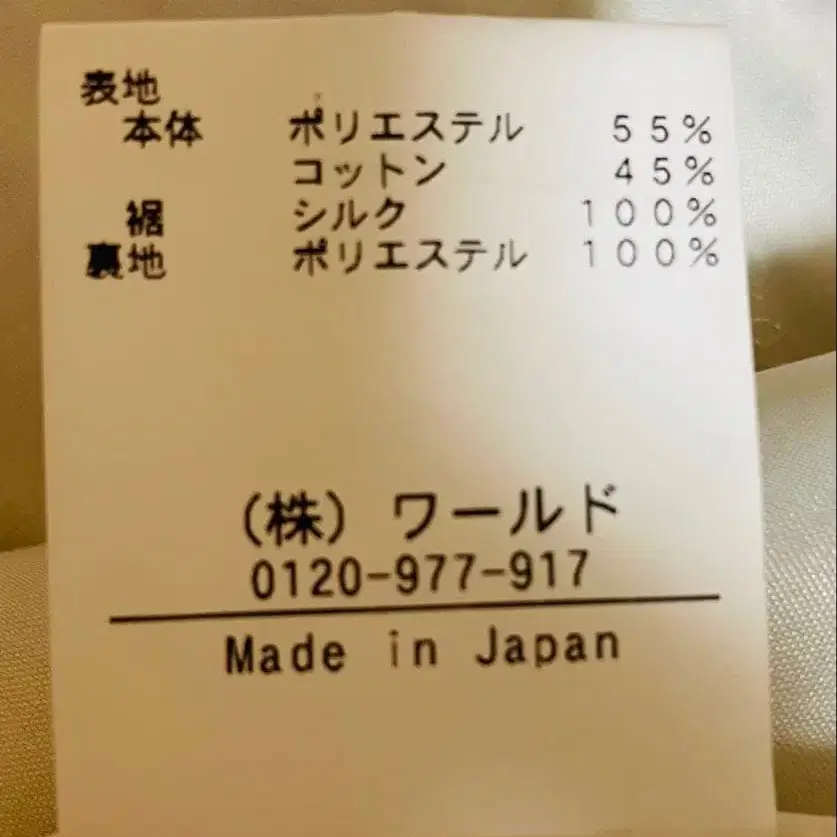 表地
本体 ポリエステル 55%
コットン 45%
裾 シルク 100%
裏地 ポリエステル 100%
(株) ワールド
0120-977-917
Made in Japan